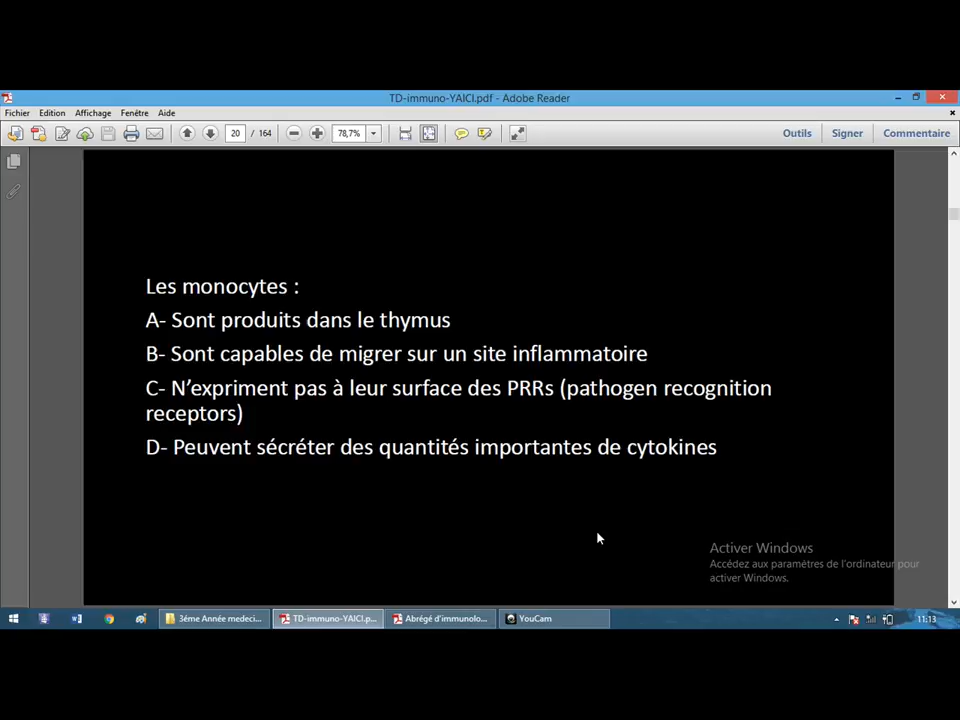 TD-immuno-YAICI.pdf - Adobe Reader
Fichier Edition Affichage Fenêtre Aide
20 / 164 78,7% Outils Signer Commentaire
Les monocytes :
A- Sont produits dans le thymus
B- Sont capables de migrer sur un site inflammatoire
C- N’expriment pas à leur surface des PRRs (pathogen recognition
receptors)
D- Peuvent sécréter des quantités importantes de cytokines
Activer Windows
Accédez aux paramètres de l'ordinateur pour
activer Windows.
3éme Année medeci... TD-immuno-YAICI.p... Abrégé d'immunolo... YouCam 11:13